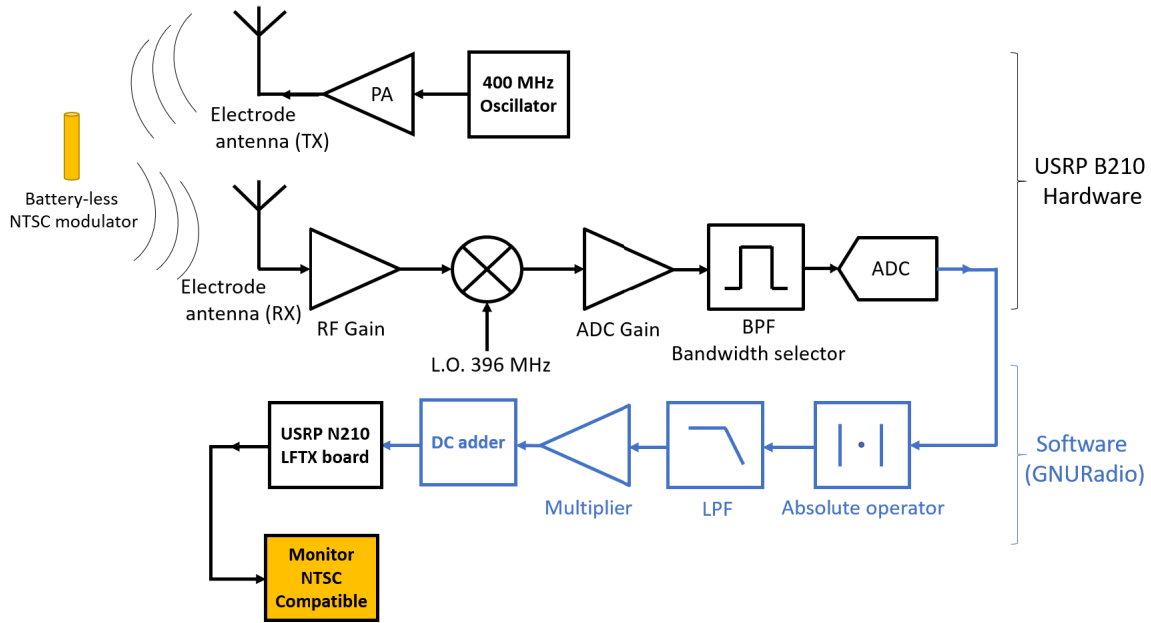 400 MHz
Oscillator
PA
Electrode
antenna (TX)
USRP B210
Hardware
Battery-less
NTSC modulator
Electrode
antenna (RX)
RF Gain
L.O. 396 MHz
ADC Gain
BPF
Bandwidth selector
ADC
USRP N210
LFTX board
DC adder
Multiplier
LPF
Absolute operator
Software
(GNURadio)
Monitor
NTSC
Compatible